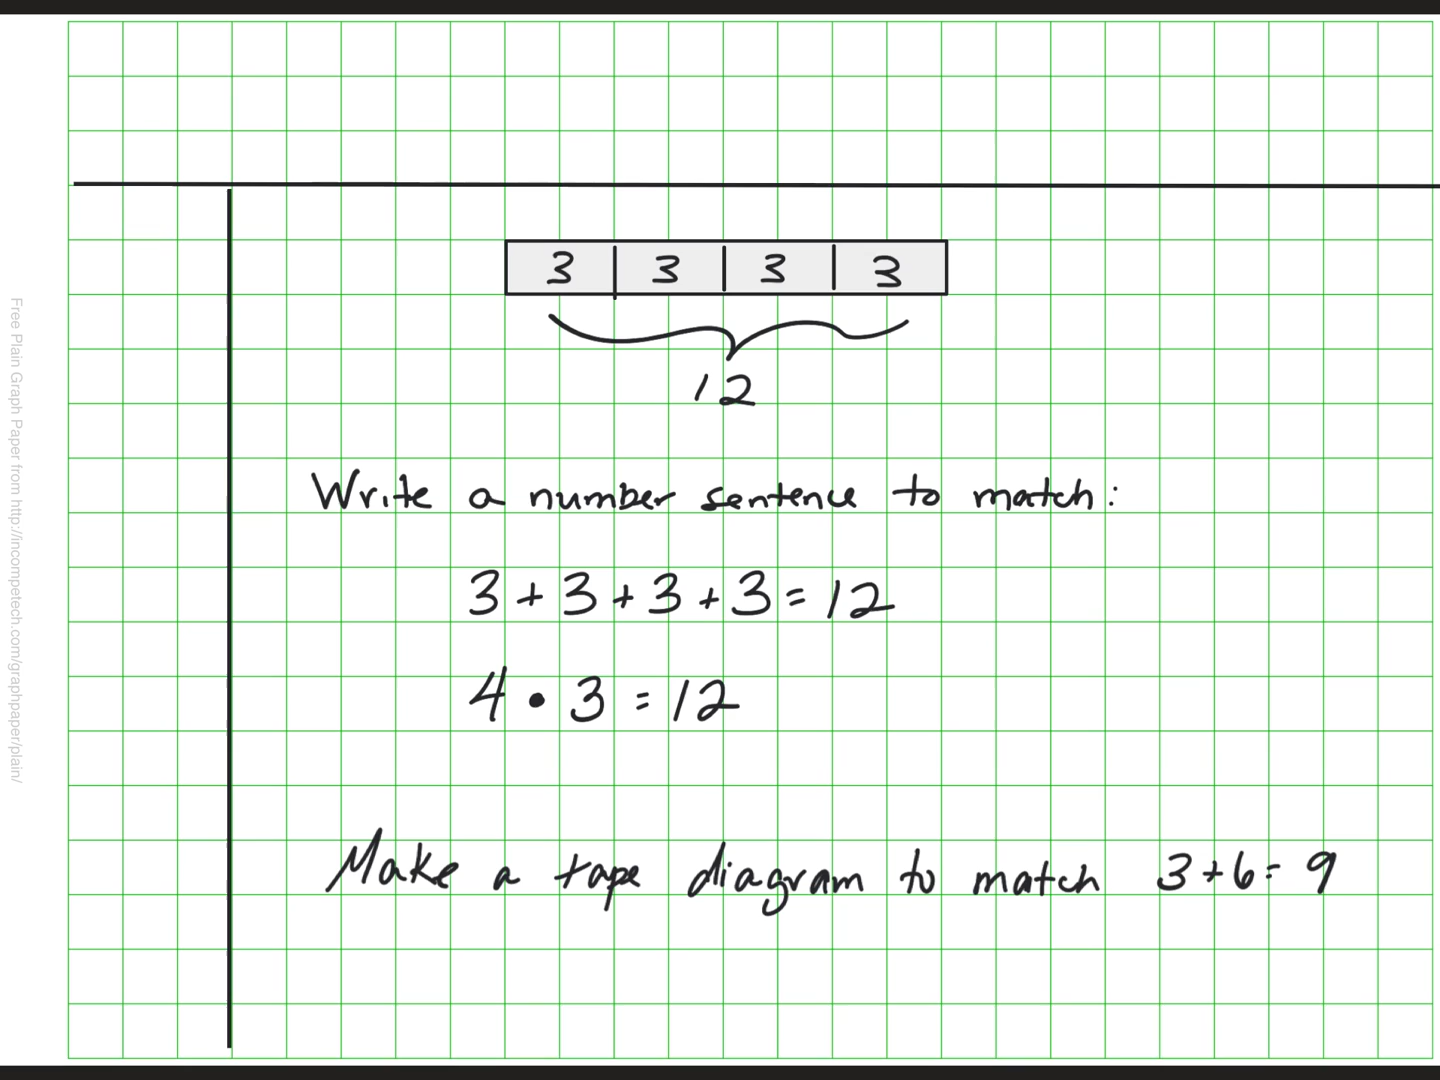 3 3 3 3
12
Write a number sentence to match:
3 + 3 + 3 + 3 = 12
4 • 3 = 12
Make a tape diagram to match 3+6=9
Free Plain Graph Paper from http://incompetech.com/graphpaper/plain/